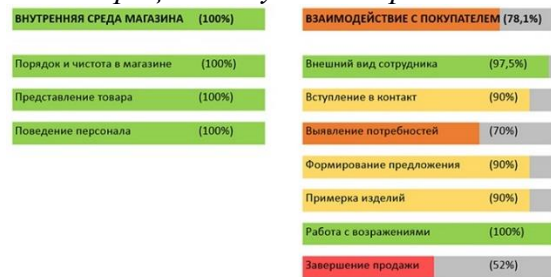 ВНУТРЕННЯЯ СРЕДА МАГАЗИНА (100%)
Порядок и чистота в магазине (100%)
Представление товара (100%)
Поведение персонала (100%)
ВЗАИМОДЕЙСТВИЕ С ПОКУПАТЕЛЕМ (78,1%)
Внешний вид сотрудника (97,5%)
Вступление в контакт (90%)
Выявление потребностей (70%)
Формирование предложения (90%)
Примерка изделий (90%)
Работа с возражениями (100%)
Завершение продажи (52%)